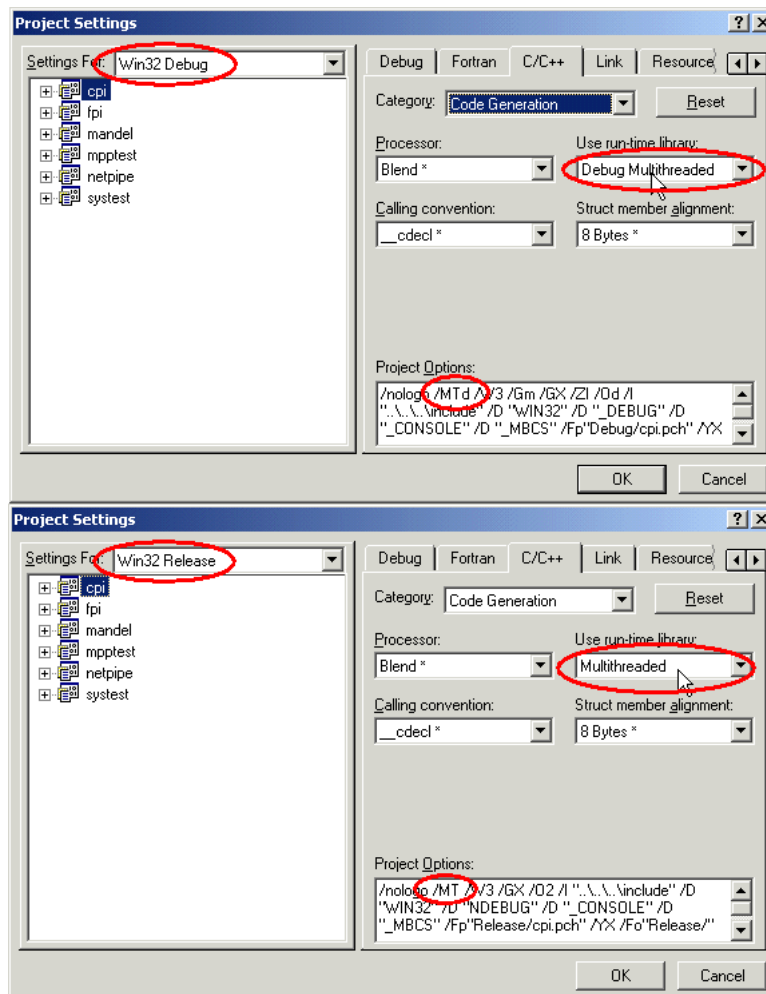 Project Settings
Settings For: Win32 Debug
cpi
fpi
mandel
mpptest
netpipe
systest
Debug Fortran C/C++ Link Resource
Category: Code Generation Reset
Processor: Use run-time library:
Blend * Debug Multithreaded
Calling convention: Struct member alignment:
__cdecl * 8 Bytes *
Project Options:
/nologo /MTd /W3 /Gm /GX /ZI /Od /I
"..\..\..\include" /D "WIN32" /D "_DEBUG" /D
"_CONSOLE" /D "_MBCS" /Fp"Debug/cpi.pch" /YX
OK Cancel
Project Settings
Settings For: Win32 Release
cpi
fpi
mandel
mpptest
netpipe
systest
Debug Fortran C/C++ Link Resource
Category: Code Generation Reset
Processor: Use run-time library:
Blend * Multithreaded
Calling convention: Struct member alignment:
__cdecl * 8 Bytes *
Project Options:
/nologo /MT /W3 /GX /O2 /I "..\..\..\include" /D
"WIN32" /D "NDEBUG" /D "_CONSOLE" /D
"_MBCS" /Fp"Release/cpi.pch" /YX /Fo"Release/"
OK Cancel